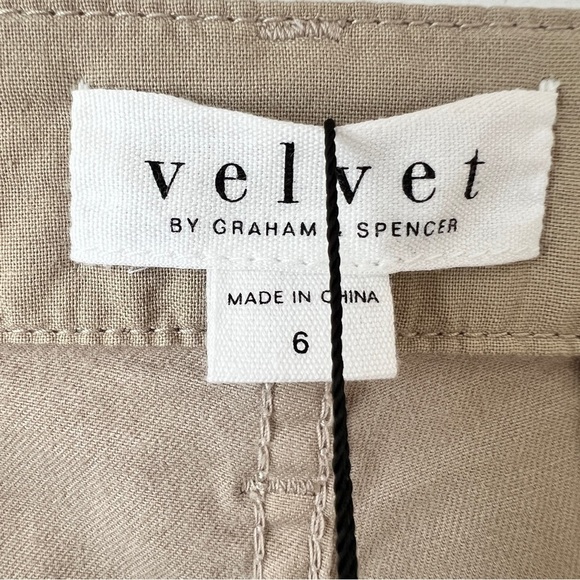 velvet
BY GRAHAM & SPENCER
MADE IN CHINA
6